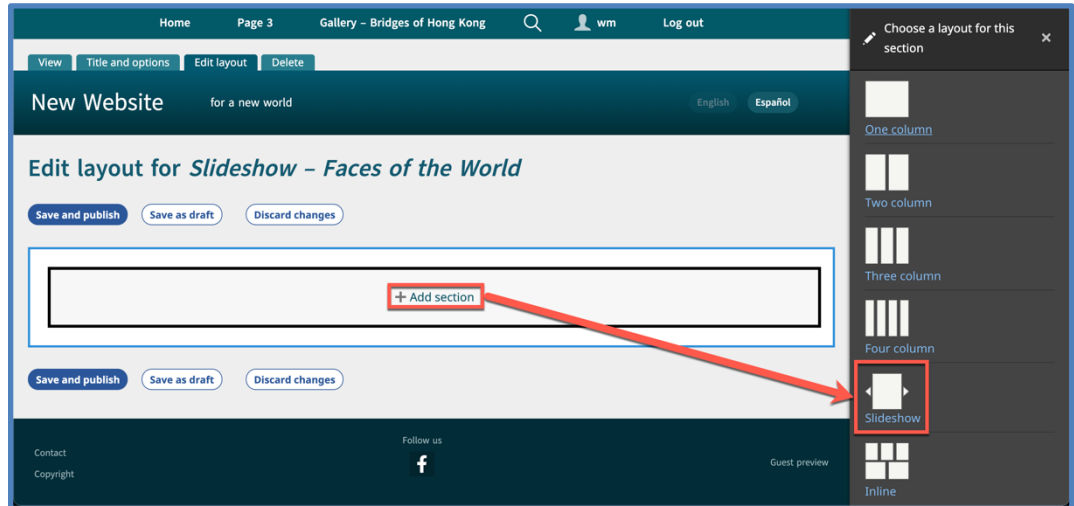 Home Page 3 Gallery – Bridges of Hong Kong wm Log out
View Title and options Edit layout Delete
New Website for a new world English Español
Edit layout for Slideshow – Faces of the World
Save and publish Save as draft Discard changes
+ Add section
Save and publish Save as draft Discard changes
Contact
Copyright
Follow us
f
Guest preview
Choose a layout for this
section
One column
Two column
Three column
Four column
Slideshow
Inline